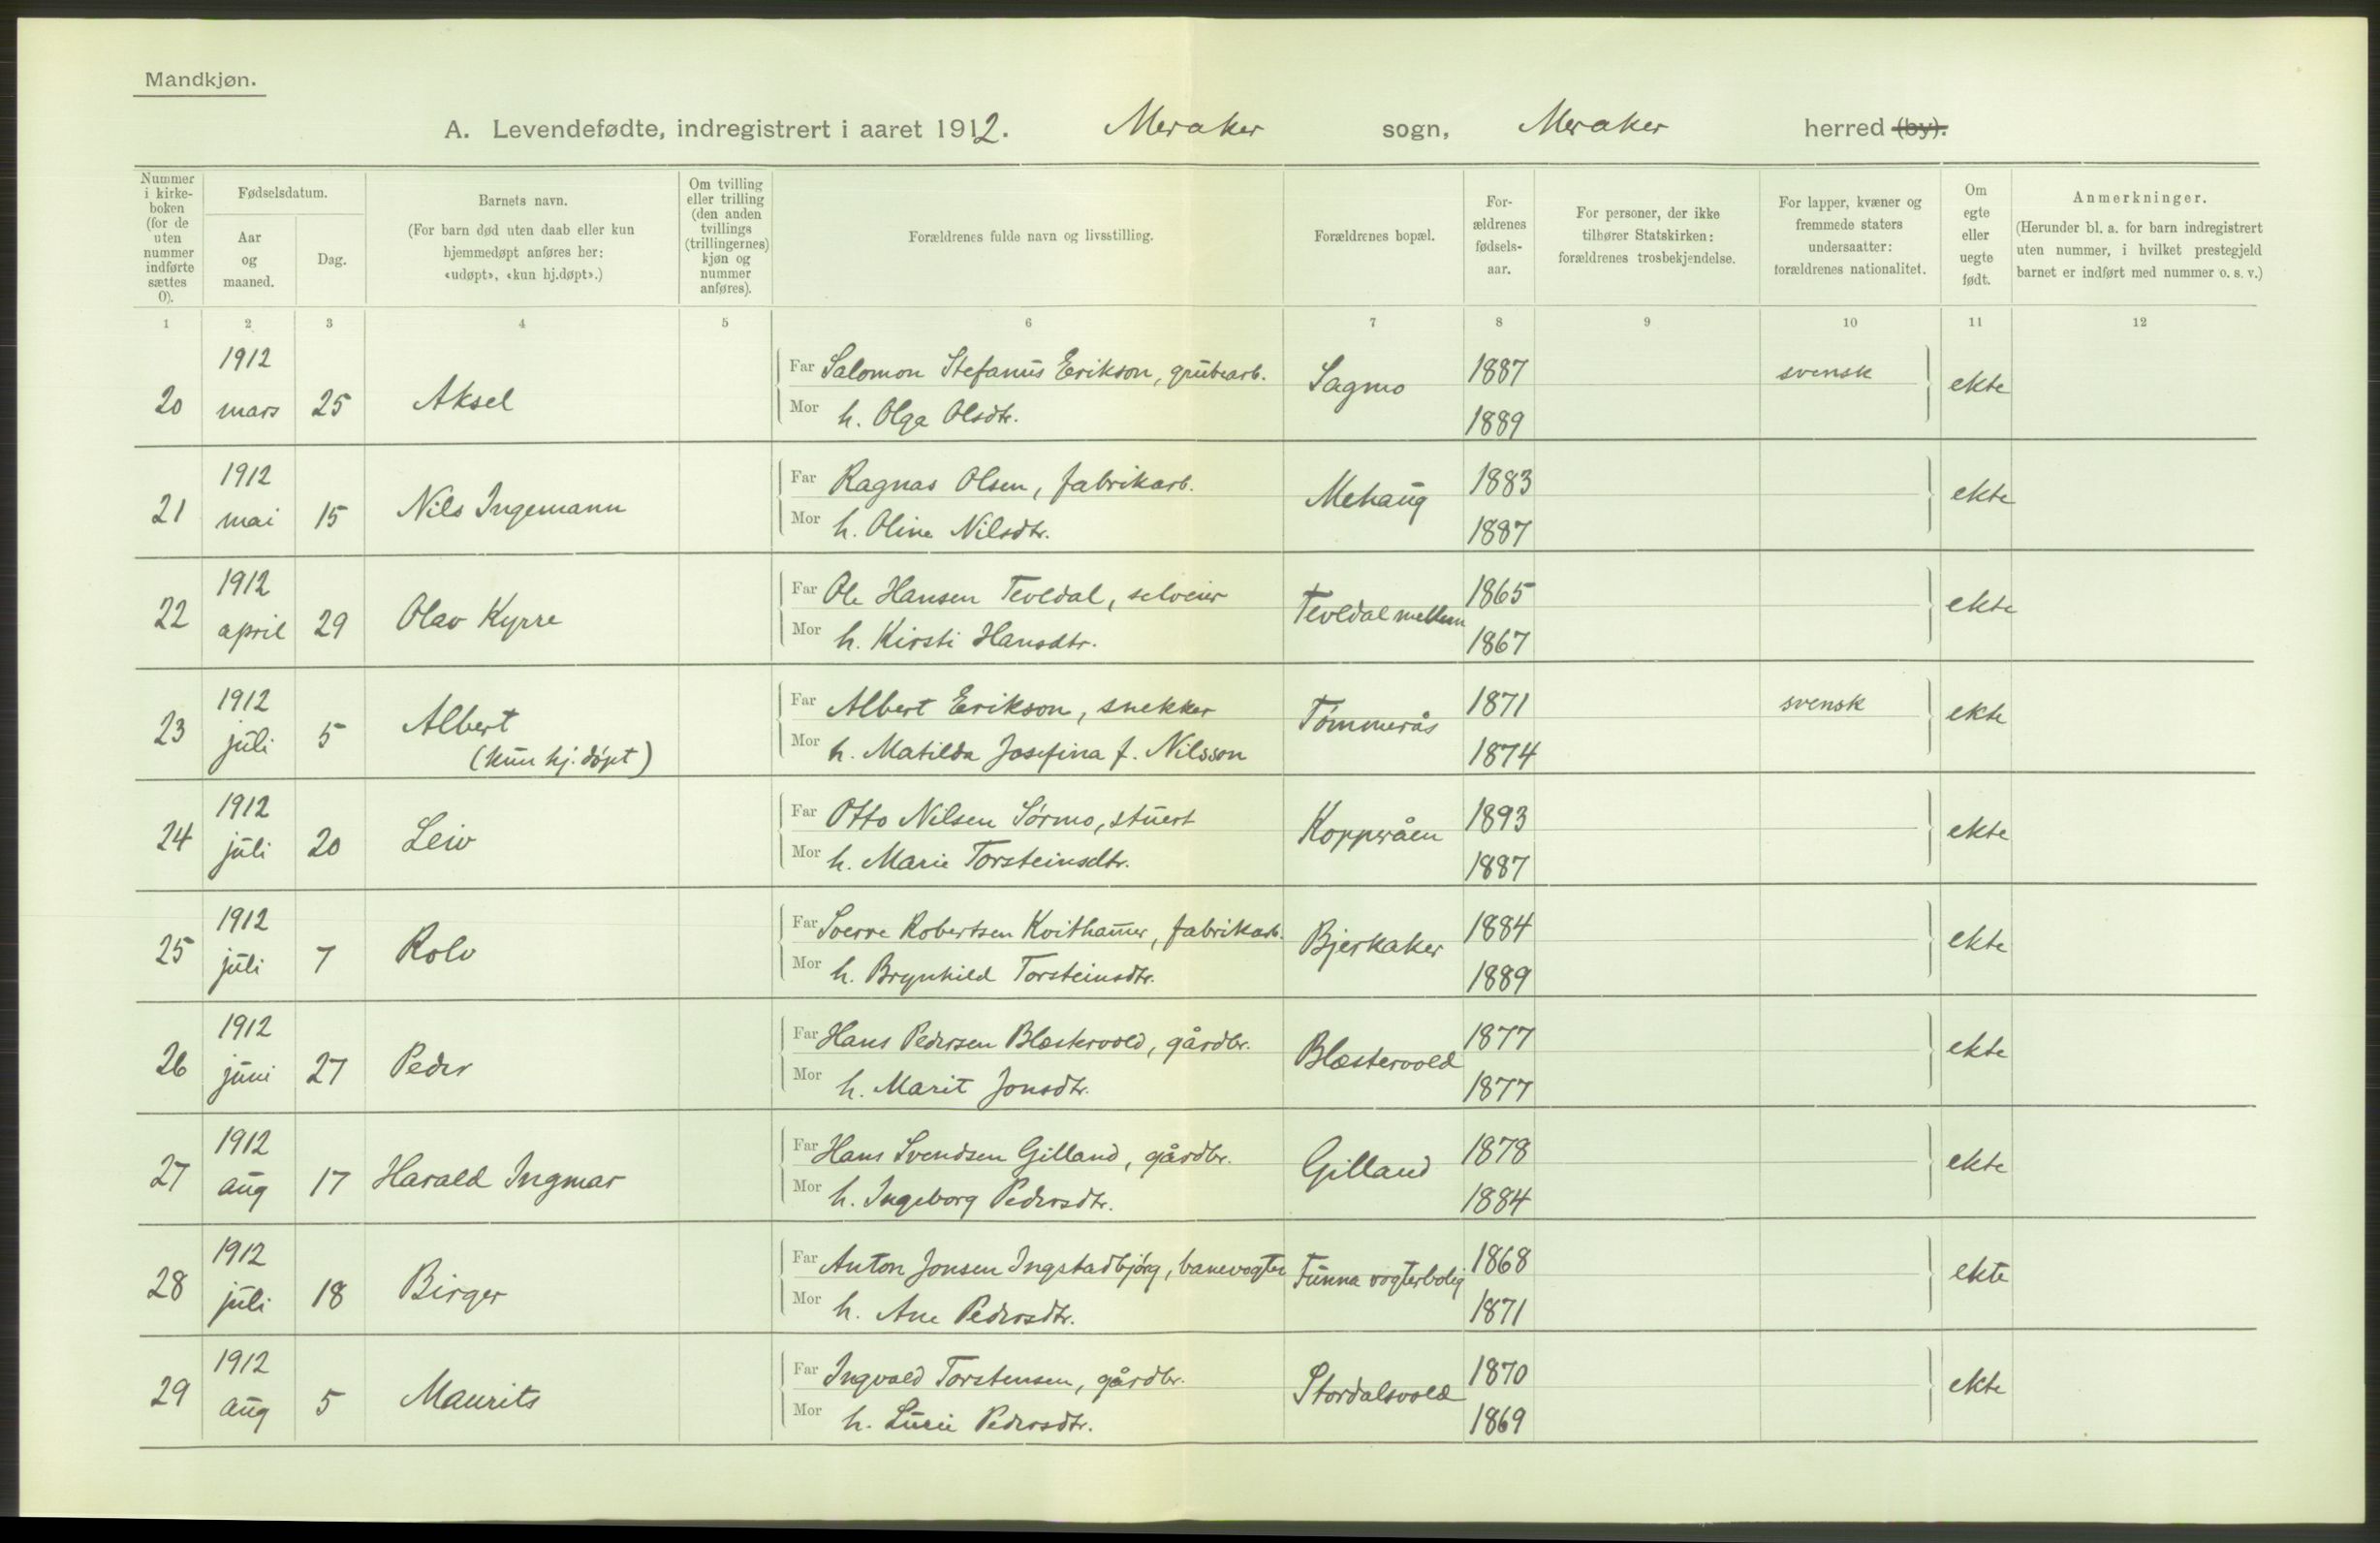 Mandkjøn.
A. Levendefødte, indregistrert i aaret 1912. Meraker sogn, Meraker herred (by).
Nummer i kirke-boken (for de uten nummer indførte sættes 0).
Fødselsdatum.
Aar og maaned.
Dag.
Barnets navn.
(For barn død uten daab eller kun hjemmedøpt anføres her: «udøpt», «kun hj.døpt».)
Om tvilling eller trilling (den anden tvillings (trillingernes) kjøn og nummer anføres).
Forældrenes fulde navn og livsstilling.
Forældrenes bopæl.
For-ældrenes fødsels-aar.
For personer, der ikke tilhører Statskirken: forældrenes trosbekjendelse.
For lapper, kvæner og fremmede staters undersaatter: forældrenes nationalitet.
Om egte eller uegte født.
Anmerkninger.
(Herunder bl. a. for barn indregistrert uten nummer, i hvilket prestegjeld barnet er indført med nummer o. s. v.)
1 2 3 4 5 6 7 8 9 10 11 12
20 1912 mars 25 Aksel Far Salomon Stefanus Erikson, grubearb. Sagmo 1887 svensk ekte
Mor h. Olga Olsdtr. 1889
21 1912 mai 15 Nils Ingemann Far Ragnas Olsen, fabrikarb. Mehaug 1883 ekte
Mor h. Oline Nilsdtr. 1887
22 1912 april 29 Olav Kyrre Far Ole Hansen Tevldal, selveier Tevldal mellem 1865 ekte
Mor h. Kirsti Hansdtr. 1867
23 1912 juli 5 Albert (kun hj. døpt) Far Albert Erikson, snekker Tømmerås 1871 svensk ekte
Mor h. Matilda Josefina f. Nilsson 1874
24 1912 juli 20 Leiv Far Otto Nilsen Sørmo, stuert Kopperåen 1893 ekte
Mor h. Marie Torsteinsdtr. 1887
25 1912 juli 7 Rolv Far Sverre Robertsen Kvithamer, fabrikarb. Bjerkaker 1884 ekte
Mor h. Brynhild Torsteinsdtr. 1889
26 1912 juni 27 Peder Far Hans Pedersen Blæstervold, gårdbr. Blæstervold 1877 ekte
Mor h. Marit Jonsdtr. 1877
27 1912 aug 17 Harald Ingmar Far Hans Svendsen Gilland, gårdbr. Gilland 1878 ekte
Mor h. Ingeborg Pedersdtr. 1884
28 1912 juli 18 Birger Far Anton Jonsen Ingstadbjørg, banevogter Funna vogterbolig 1868 ekte
Mor h. Ane Pedersdtr. 1871
29 1912 aug 5 Maurits Far Ingvald Torstensen, gårdbr. Stordalsvold 1870 ekte
Mor h. Lusie Pedersdtr. 1869